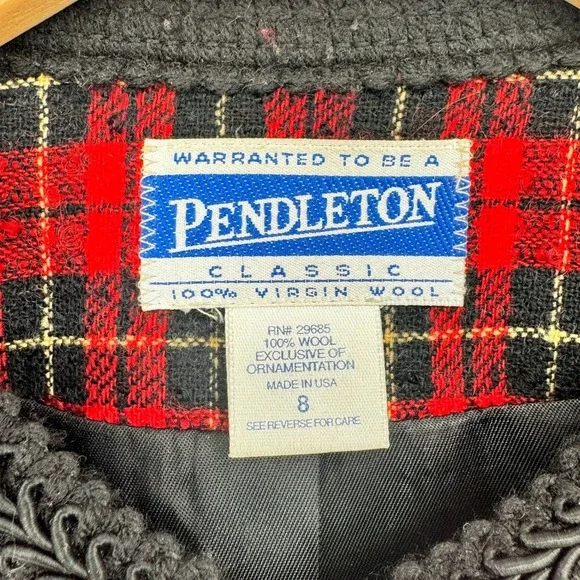 WARRANTED TO BE A
PENDLETON
CLASSIC
100% VIRGIN WOOL
RN# 29685
100% WOOL
EXCLUSIVE OF
ORNAMENTATION
MADE IN USA
8
SEE REVERSE FOR CARE